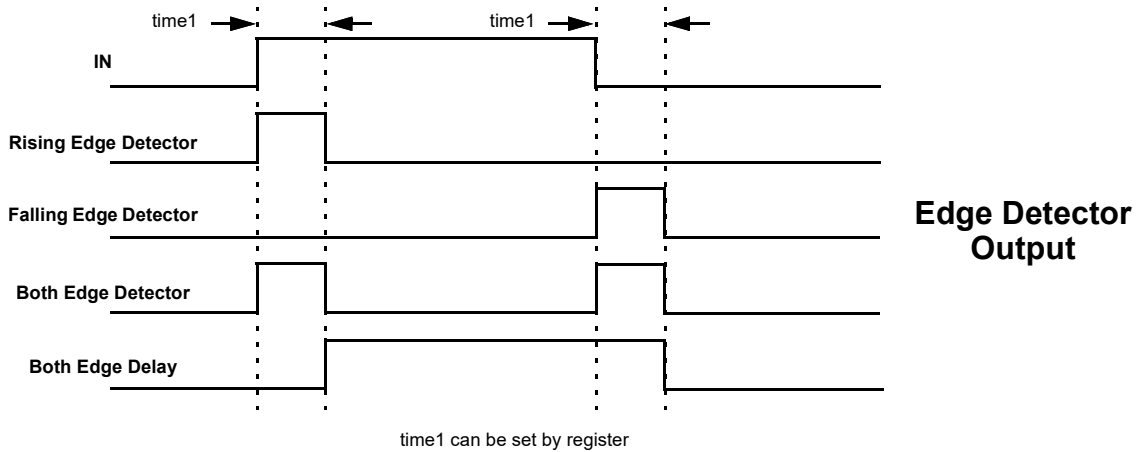 time1
time1
IN
Rising Edge Detector
Falling Edge Detector
Edge Detector
Output
Both Edge Detector
Both Edge Delay
time1 can be set by register